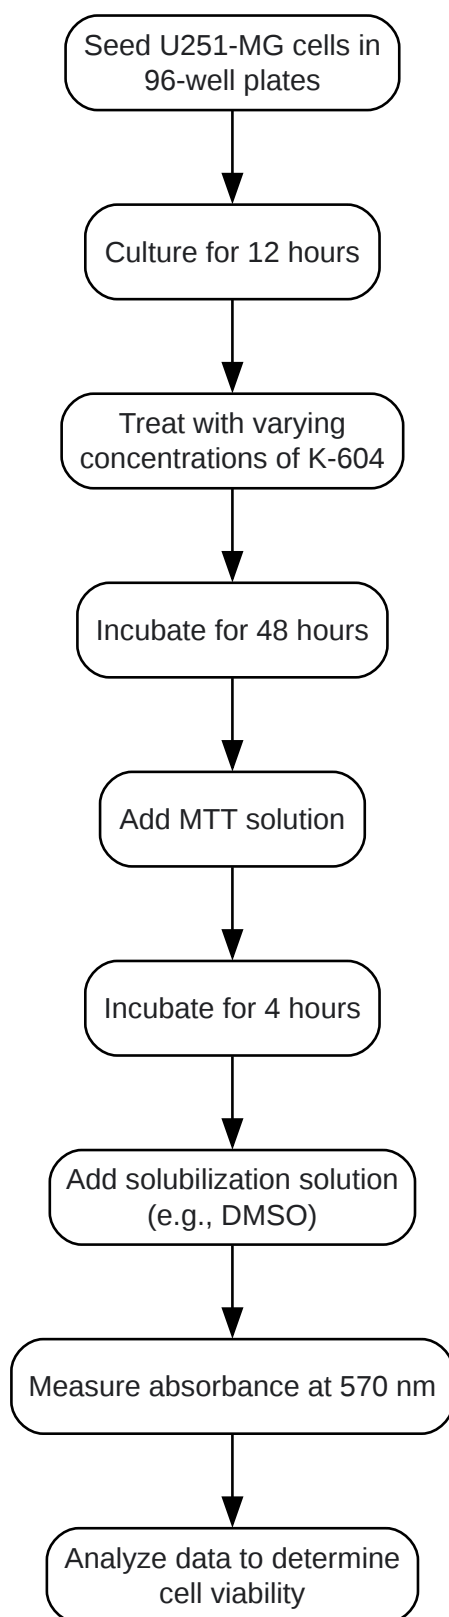 Seed U251-MG cells in
96-well plates
Culture for 12 hours
Treat with varying
concentrations of K-604
Incubate for 48 hours
Add MTT solution
Incubate for 4 hours
Add solubilization solution
(e.g., DMSO)
Measure absorbance at 570 nm
Analyze data to determine
cell viability